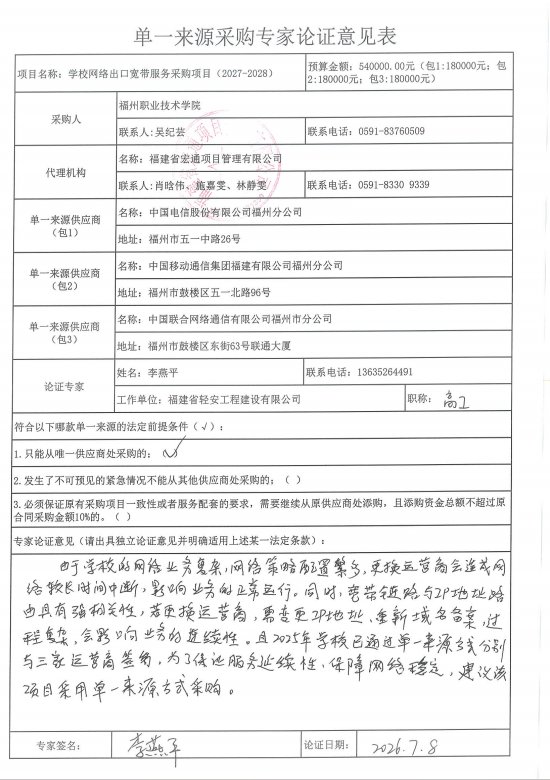 单一来源采购专家论证意见表
项目名称：学校网络出口宽带服务采购项目（2027-2028）
预算金额：540000.00元（包1:180000元；包2:180000元；包3:180000元）
采购人
福州职业技术学院
联系人:吴纪芸
联系电话：0591-83760509
代理机构
名称：福建省宏通项目管理有限公司
联系人：肖晗伟、施嘉雯、林静雯
联系电话：0591-8330 9339
单一来源供应商（包1）
名称：中国电信股份有限公司福州分公司
地址：福州市五一中路26号
单一来源供应商（包2）
名称：中国移动通信集团福建有限公司福州分公司
地址：福州市鼓楼区五一北路96号
单一来源供应商（包3）
名称：中国联合网络通信有限公司福州市分公司
地址：福州市鼓楼区东街63号联通大厦
论证专家
姓名：李燕平
联系电话：13635264491
工作单位：福建省轻安工程建设有限公司
职称：高工
符合以下哪款单一来源的法定前提条件（√）：
1.只能从唯一供应商处采购的；（√）
2.发生了不可预见的紧急情况不能从其他供应商处采购的；（ ）
3.必须保证原有采购项目一致性或者服务配套的要求，需要继续从原供应商处添购，且添购资金总额不超过原合同采购金额10%的。（ ）
专家论证意见（请出具独立论证意见并明确适用上述某一法定条款）：
由于学校的网络业务复杂，网络策略配置繁多，更换运营商会造成网
络较长时间中断，影响业务的正常运行。同时，宽带链路与IP地址路
由具有强相关性，若更换运营商，需变更IP地址、重新域名备案，过
程复杂，会影响业务的连续性。且2025年学校已通过单一来源方式分别
与三家运营商签约，为了保证服务延续性，保障网络稳定，建议该
项目采用单一来源方式采购。
专家签名：
李燕平
论证日期：
2026.7.8